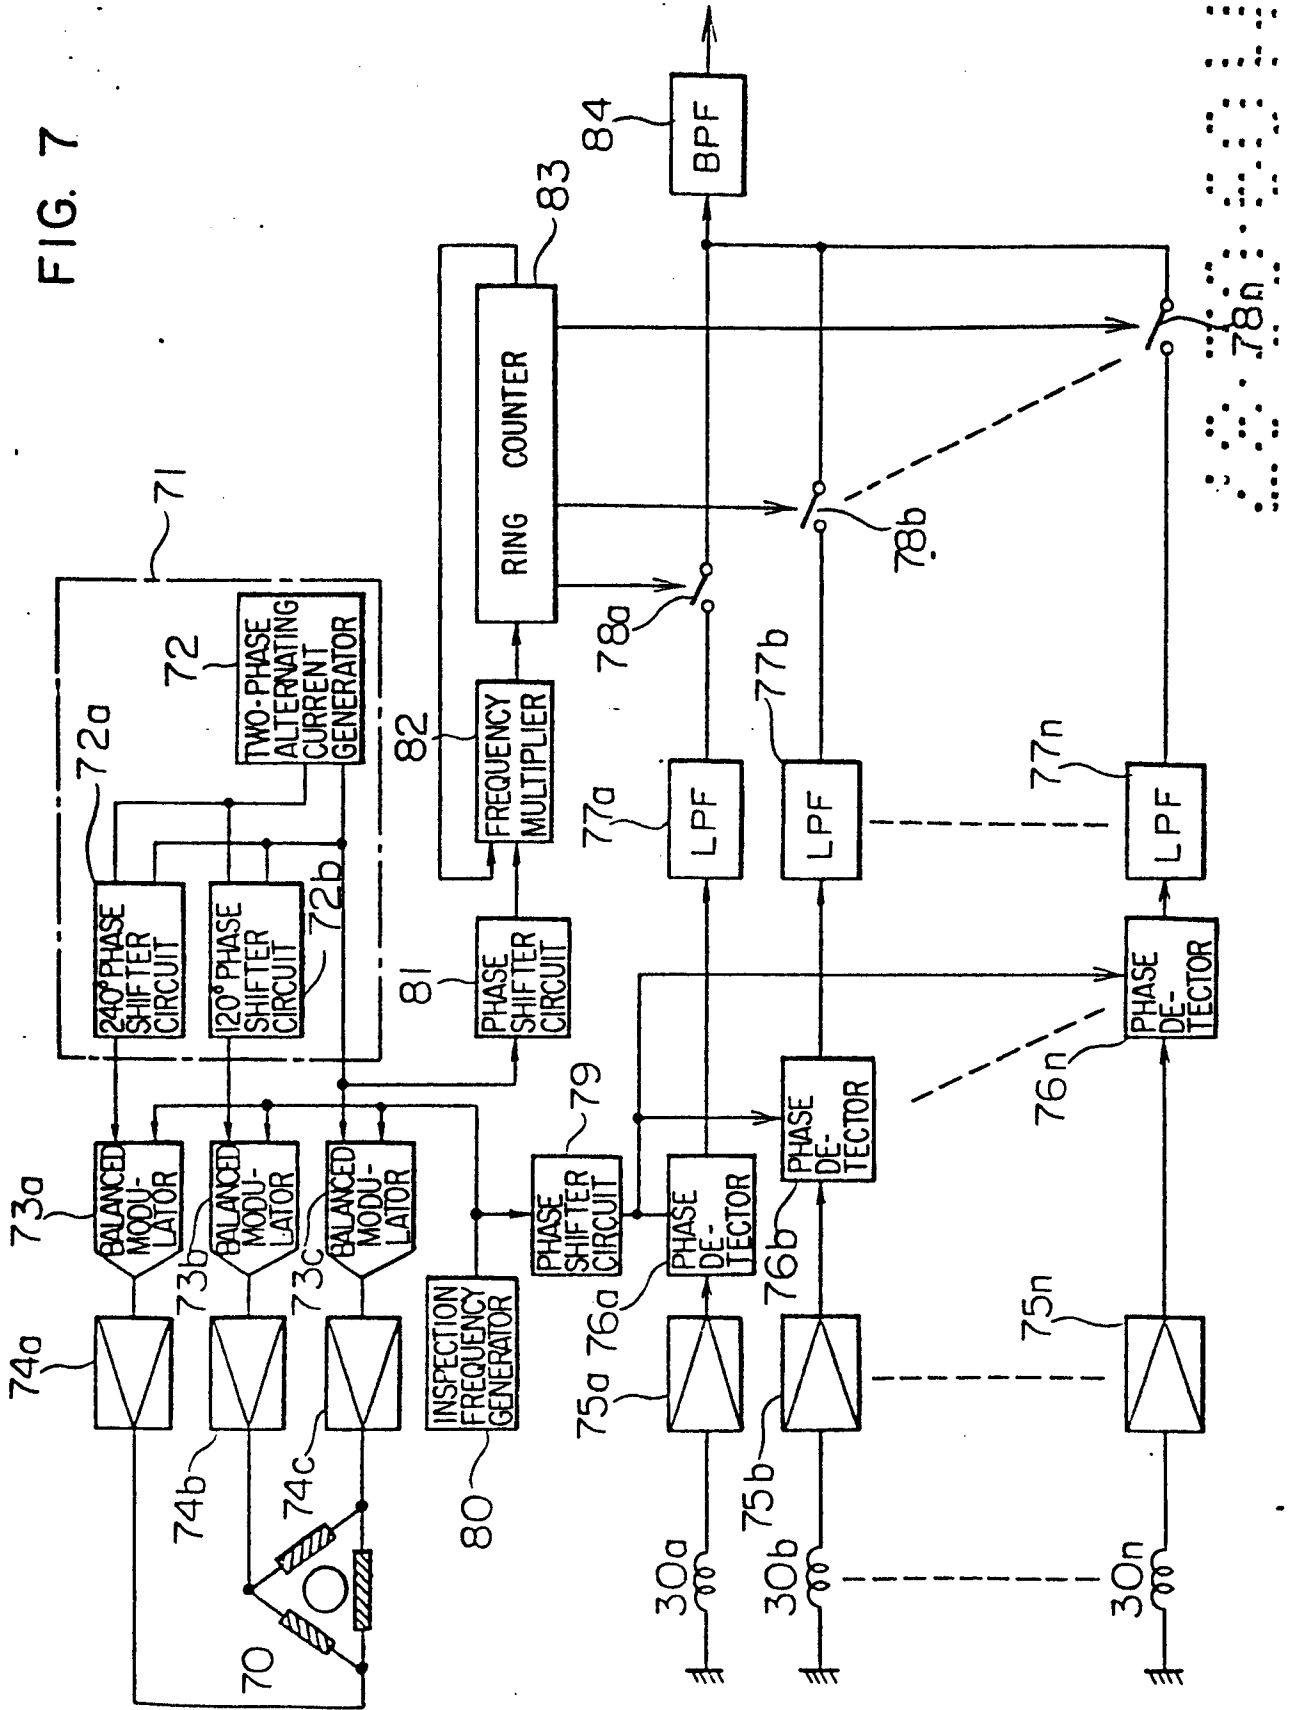 FIG. 7
71
72
TWO-PHASE
ALTERNATING
CURRENT
GENERATOR
72a
240° PHASE
SHIFTER
CIRCUIT
120° PHASE
SHIFTER
CIRCUIT
72b
73a
BALANCED
MODU-
LATOR
73b
BALANCED
MODU-
LATOR
73c
BALANCED
MODU-
LATOR
74a
74b
74c
70
INSPECTION
FREQUENCY
GENERATOR
80
PHASE
SHIFTER
CIRCUIT
79
PHASE
SHIFTER
CIRCUIT
81
FREQUENCY
MULTIPLIER
82
RING COUNTER
83
BPF
84
30a
75a
76a
PHASE
DE-
TECTOR
77a
LPF
78a
30b
75b
76b
PHASE
DE-
TECTOR
77b
LPF
78b
30n
75n
76n
PHASE
DE-
TECTOR
77n
LPF
78n